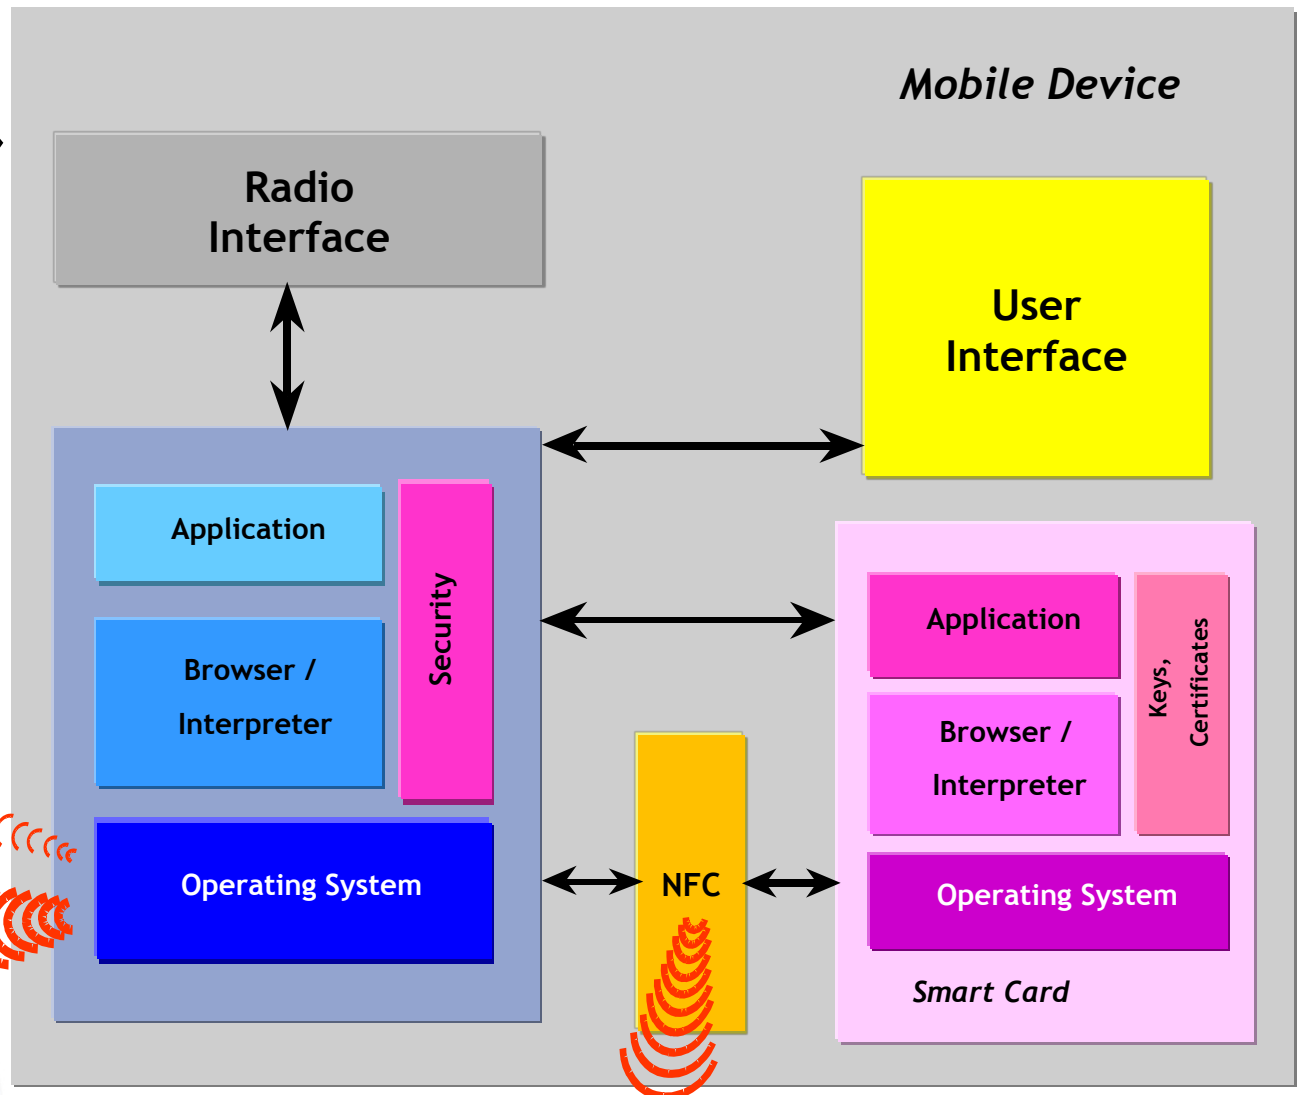 Mobile Device
Radio
Interface
User
Interface
Application
Security
Browser /
Interpreter
Operating System
NFC
Application
Keys,
Certificates
Browser /
Interpreter
Operating System
Smart Card